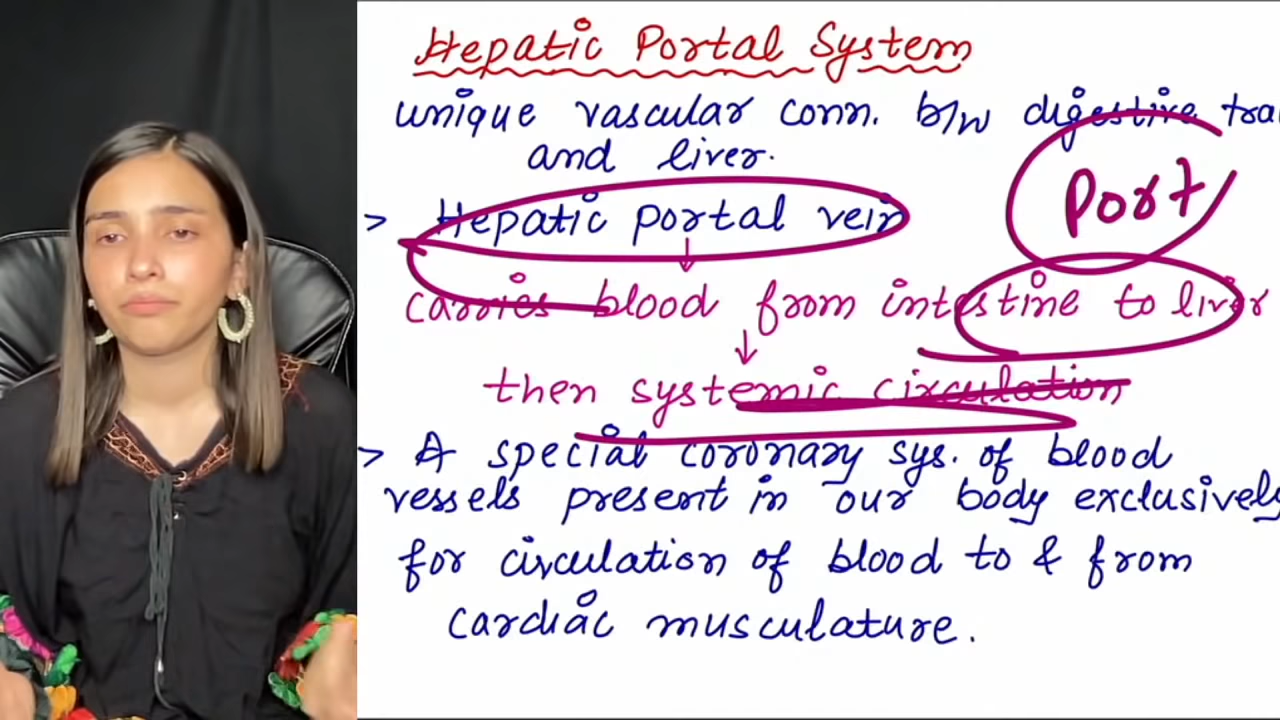 Hepatic Portal System
unique vascular conn. b/w digestive tra
and liver.
> Hepatic portal vein
Port
carries blood from intestine to liver
then systemic circulation
> A special coronary sys. of blood
vessels present in our body exclusively
for circulation of blood to & from
cardiac musculature.